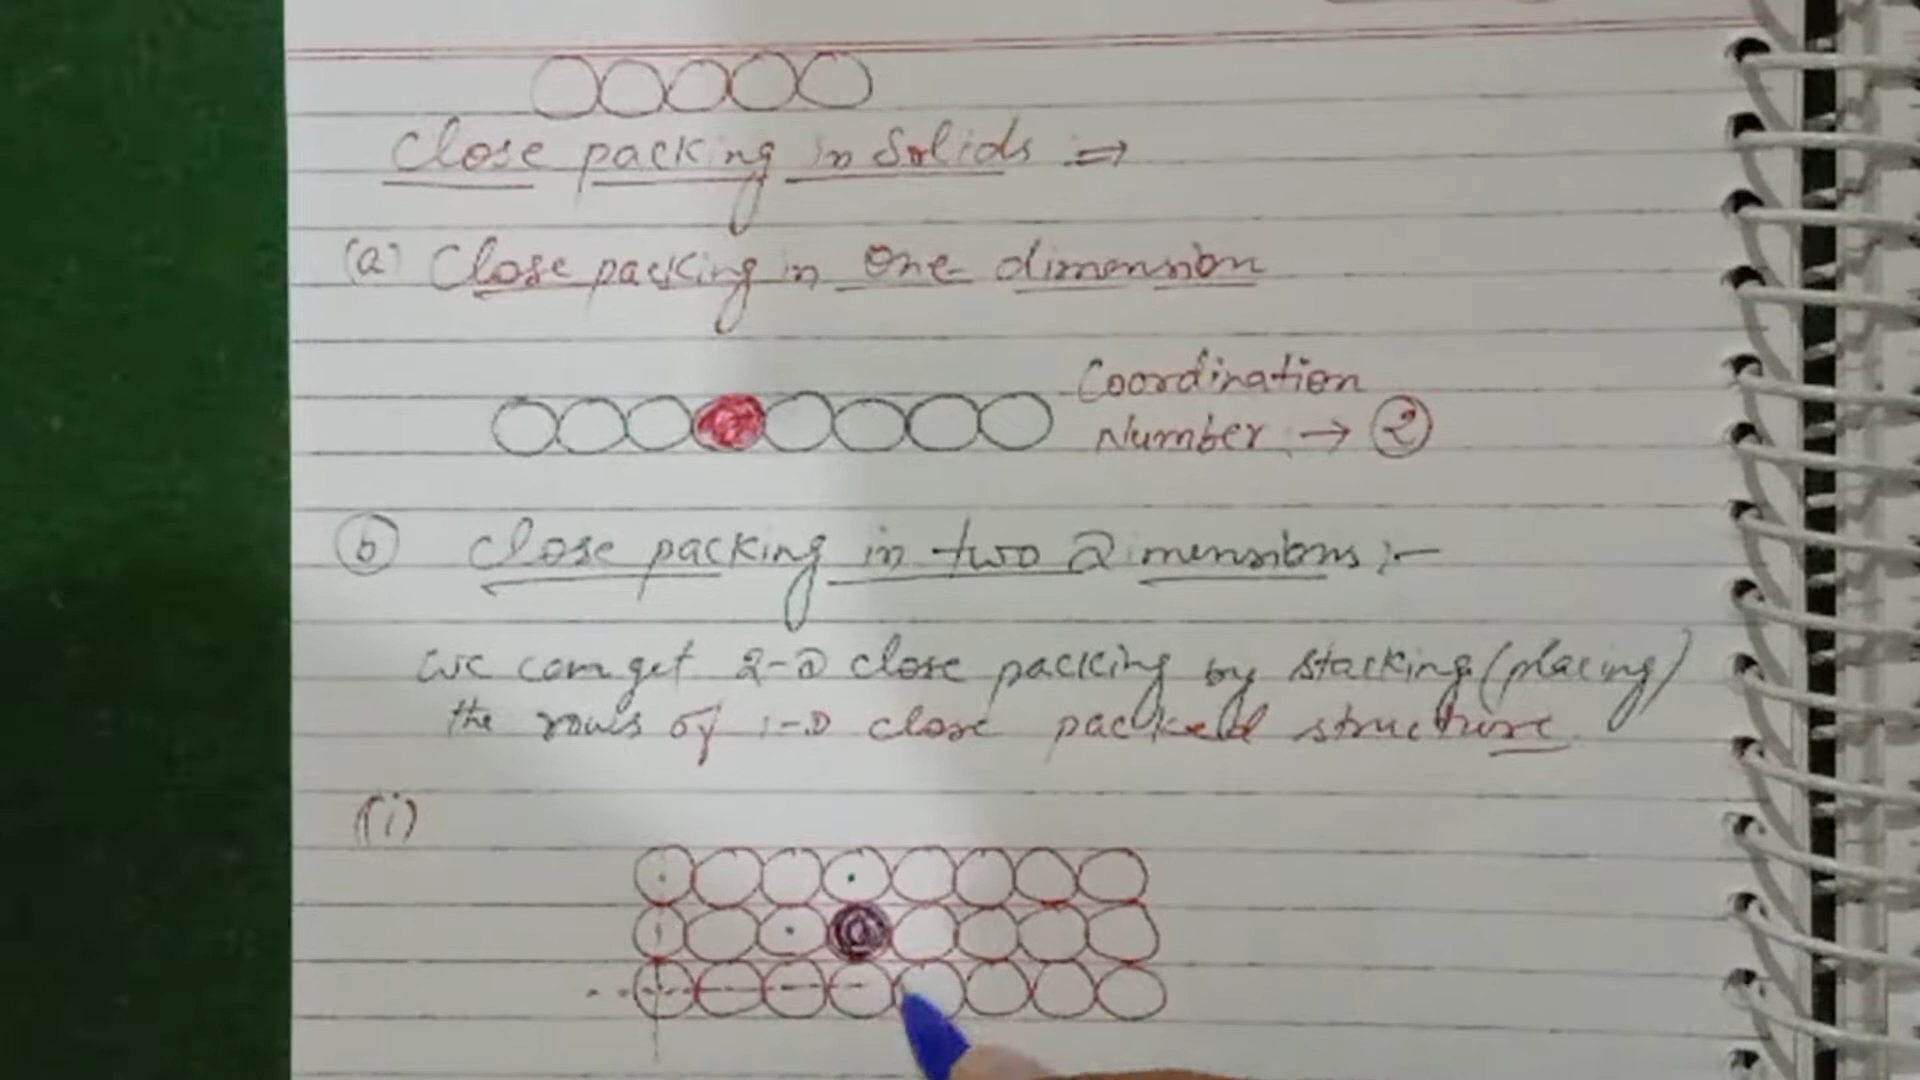 Close packing in Solids ⇒
(a) Close packing in One dimension
Coordination
Number → 2
b Close packing in two Dimensions :-
We can get 2-D close packing by stacking (placing)
the rows of 1-D close packed structure
(i)